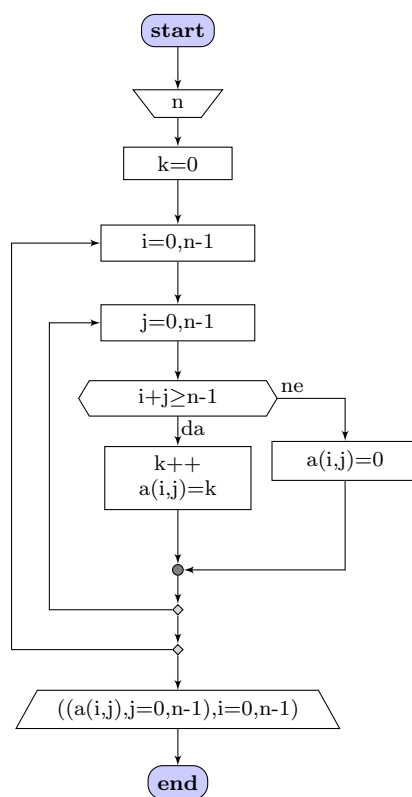 start
n
k=0
i=0,n-1
j=0,n-1
i+j≥n-1
ne
da
k++
a(i,j)=k
a(i,j)=0
((a(i,j),j=0,n-1),i=0,n-1)
end